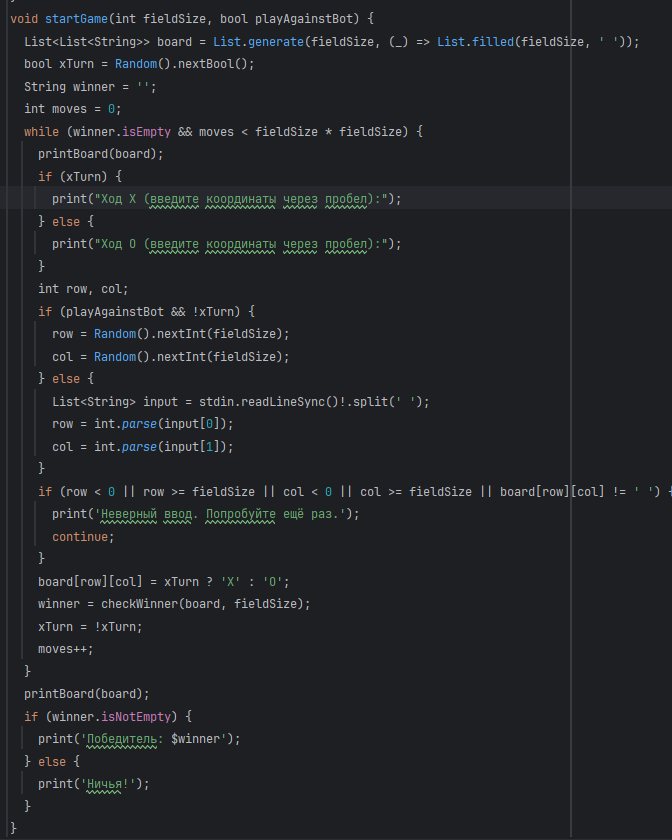 void startGame(int fieldSize, bool playAgainstBot) {
List<List<String>> board = List.generate(fieldSize, (_) => List.filled(fieldSize, ' '));
bool xTurn = Random().nextBool();
String winner = '';
int moves = 0;
while (winner.isEmpty && moves < fieldSize * fieldSize) {
printBoard(board);
if (xTurn) {
print("Ход X (введите координаты через пробел):");
} else {
print("Ход O (введите координаты через пробел):");
}
int row, col;
if (playAgainstBot && !xTurn) {
row = Random().nextInt(fieldSize);
col = Random().nextInt(fieldSize);
} else {
List<String> input = stdin.readLineSync()!.split(' ');
row = int.parse(input[0]);
col = int.parse(input[1]);
}
if (row < 0 || row >= fieldSize || col < 0 || col >= fieldSize || board[row][col] != ' ') {
print('Неверный ввод. Попробуйте ещё раз.');
continue;
}
board[row][col] = xTurn ? 'X' : 'O';
winner = checkWinner(board, fieldSize);
xTurn = !xTurn;
moves++;
}
printBoard(board);
if (winner.isNotEmpty) {
print('Победитель: $winner');
} else {
print('Ничья!');
}
}